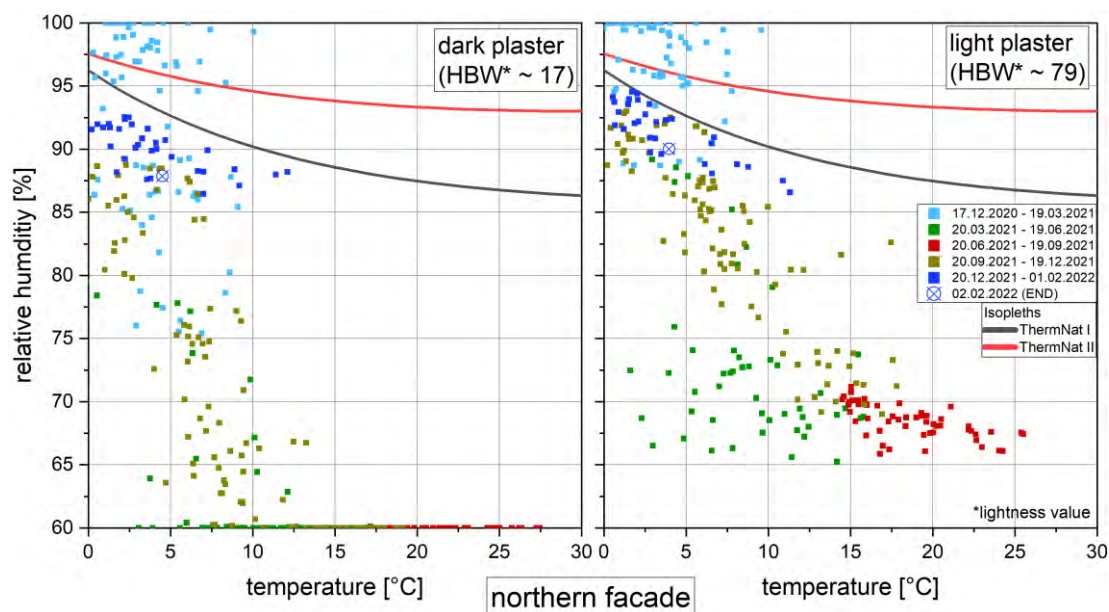 100
95
90
85
80
75
70
65
60
relative humditiy [%]
dark plaster
(HBW* ~ 17)
0
5
10
15
20
25
30
temperature [°C]
light plaster
(HBW* ~ 79)
17.12.2020 - 19.03.2021
20.03.2021 - 19.06.2021
20.06.2021 - 19.09.2021
20.09.2021 - 19.12.2021
20.12.2021 - 01.02.2022
02.02.2022 (END)
Isopleths
ThermNat I
ThermNat II
*lightness value
0
5
10
15
20
25
30
temperature [°C]
northern facade